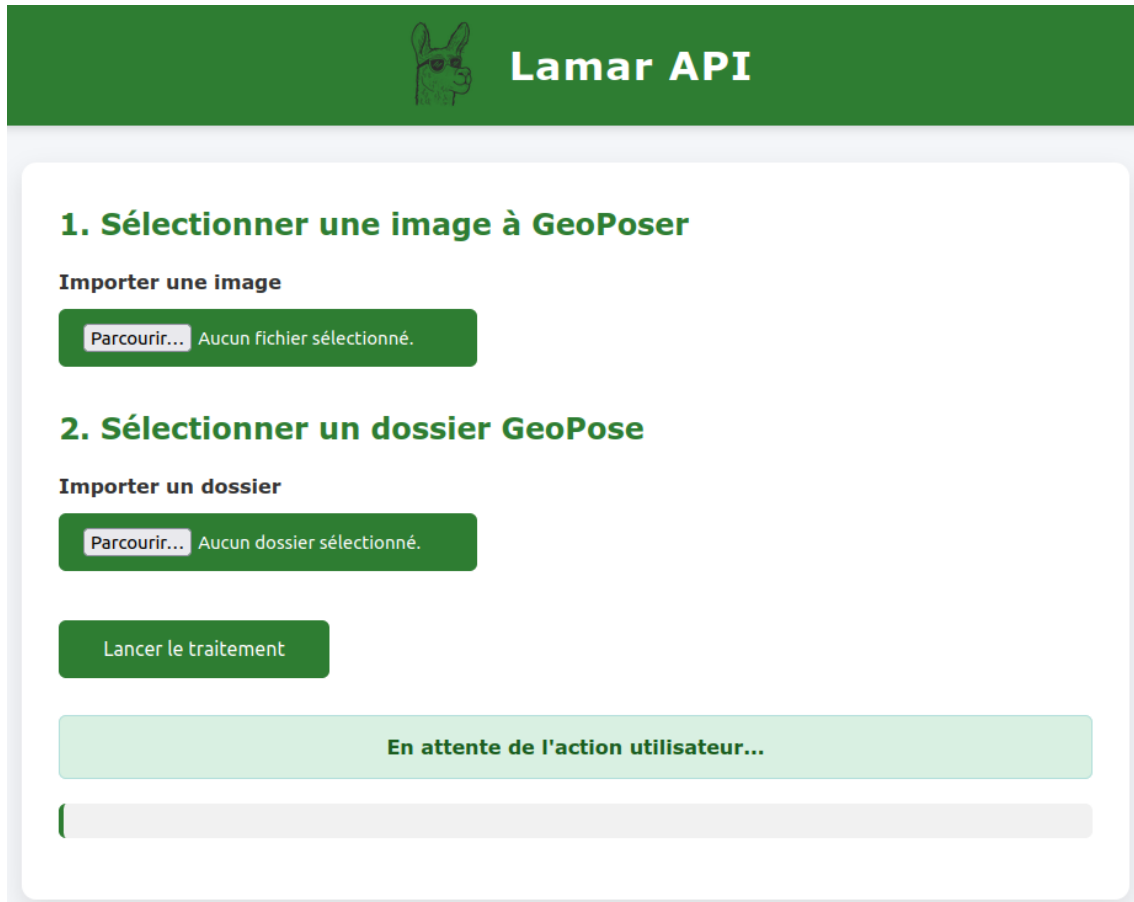 Lamar API
1. Sélectionner une image à GeoPoser
Importer une image
Parcourir... Aucun fichier sélectionné.
2. Sélectionner un dossier GeoPose
Importer un dossier
Parcourir... Aucun dossier sélectionné.
Lancer le traitement
En attente de l'action utilisateur...